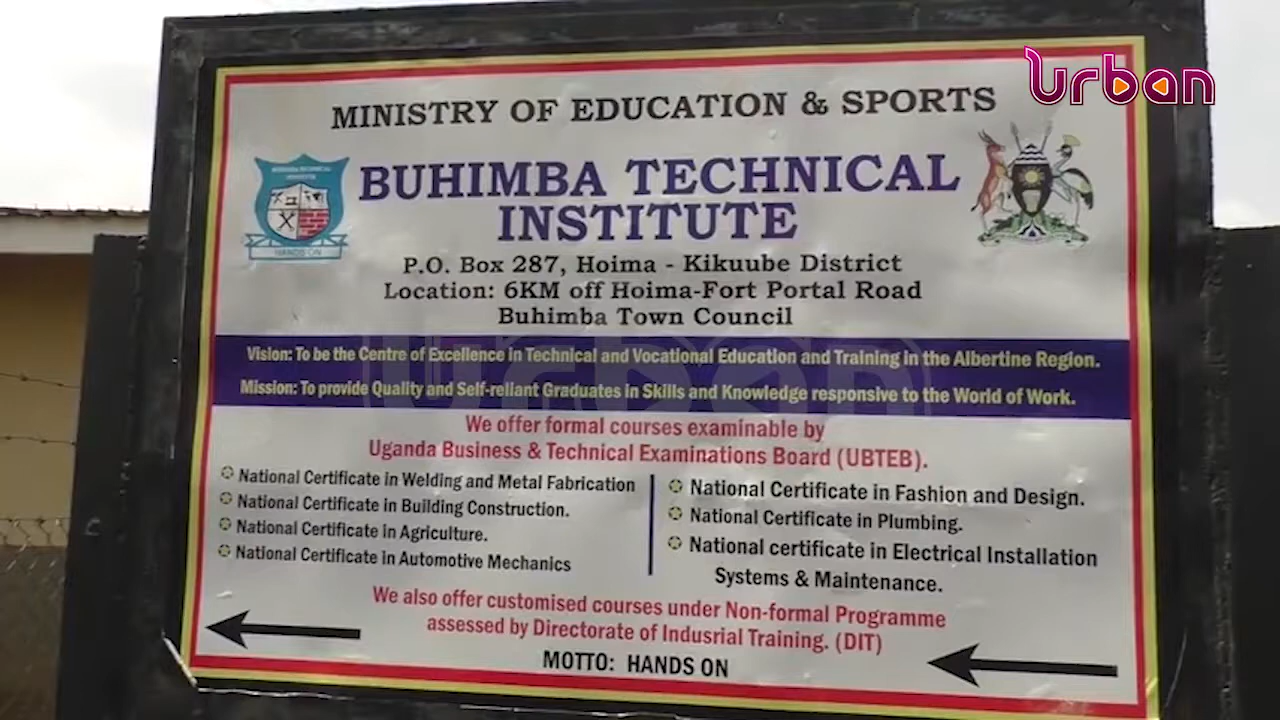 urban
MINISTRY OF EDUCATION & SPORTS
BUHIMBA TECHNICAL INSTITUTE
BUHIMBA TECHNICAL
INSTITUTE
HANDS ON
P.O. Box 287, Hoima - Kikuube District
Location: 6KM off Hoima-Fort Portal Road
Buhimba Town Council
Vision: To be the Centre of Excellence in Technical and Vocational Education and Training in the Albertine Region.
Mission: To provide Quality and Self-reliant Graduates in Skills and Knowledge responsive to the World of Work.
urban
We offer formal courses examinable by
Uganda Business & Technical Examinations Board (UBTEB).
National Certificate in Welding and Metal Fabrication
National Certificate in Building Construction.
National Certificate in Agriculture.
National Certificate in Automotive Mechanics
National Certificate in Fashion and Design.
National Certificate in Plumbing.
National certificate in Electrical Installation
Systems & Maintenance.
We also offer customised courses under Non-formal Programme
assessed by Directorate of Indusrial Training. (DIT)
MOTTO: HANDS ON